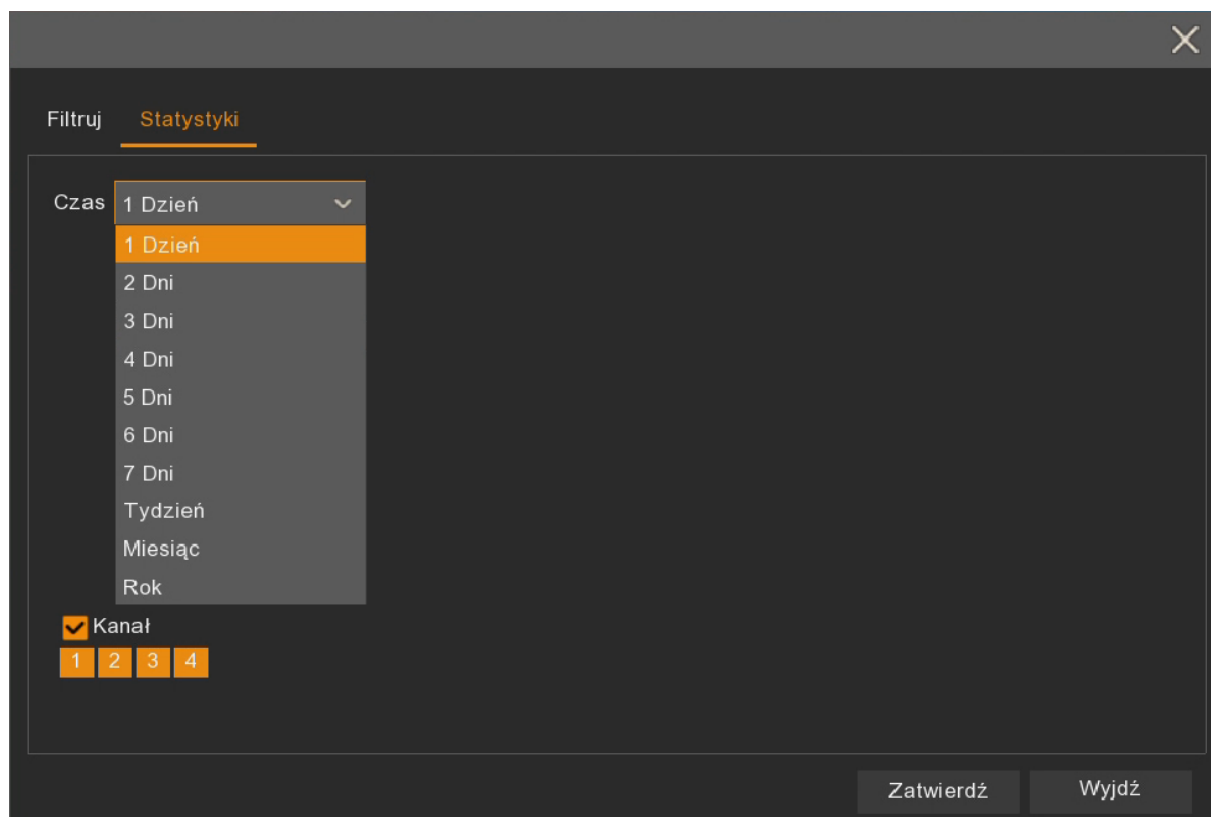 Filtruj Statystyki
Czas 1 Dzień
1 Dzień
2 Dni
3 Dni
4 Dni
5 Dni
6 Dni
7 Dni
Tydzień
Miesiąc
Rok
Kanał
1 2 3 4
Zatwierdź Wyjdź